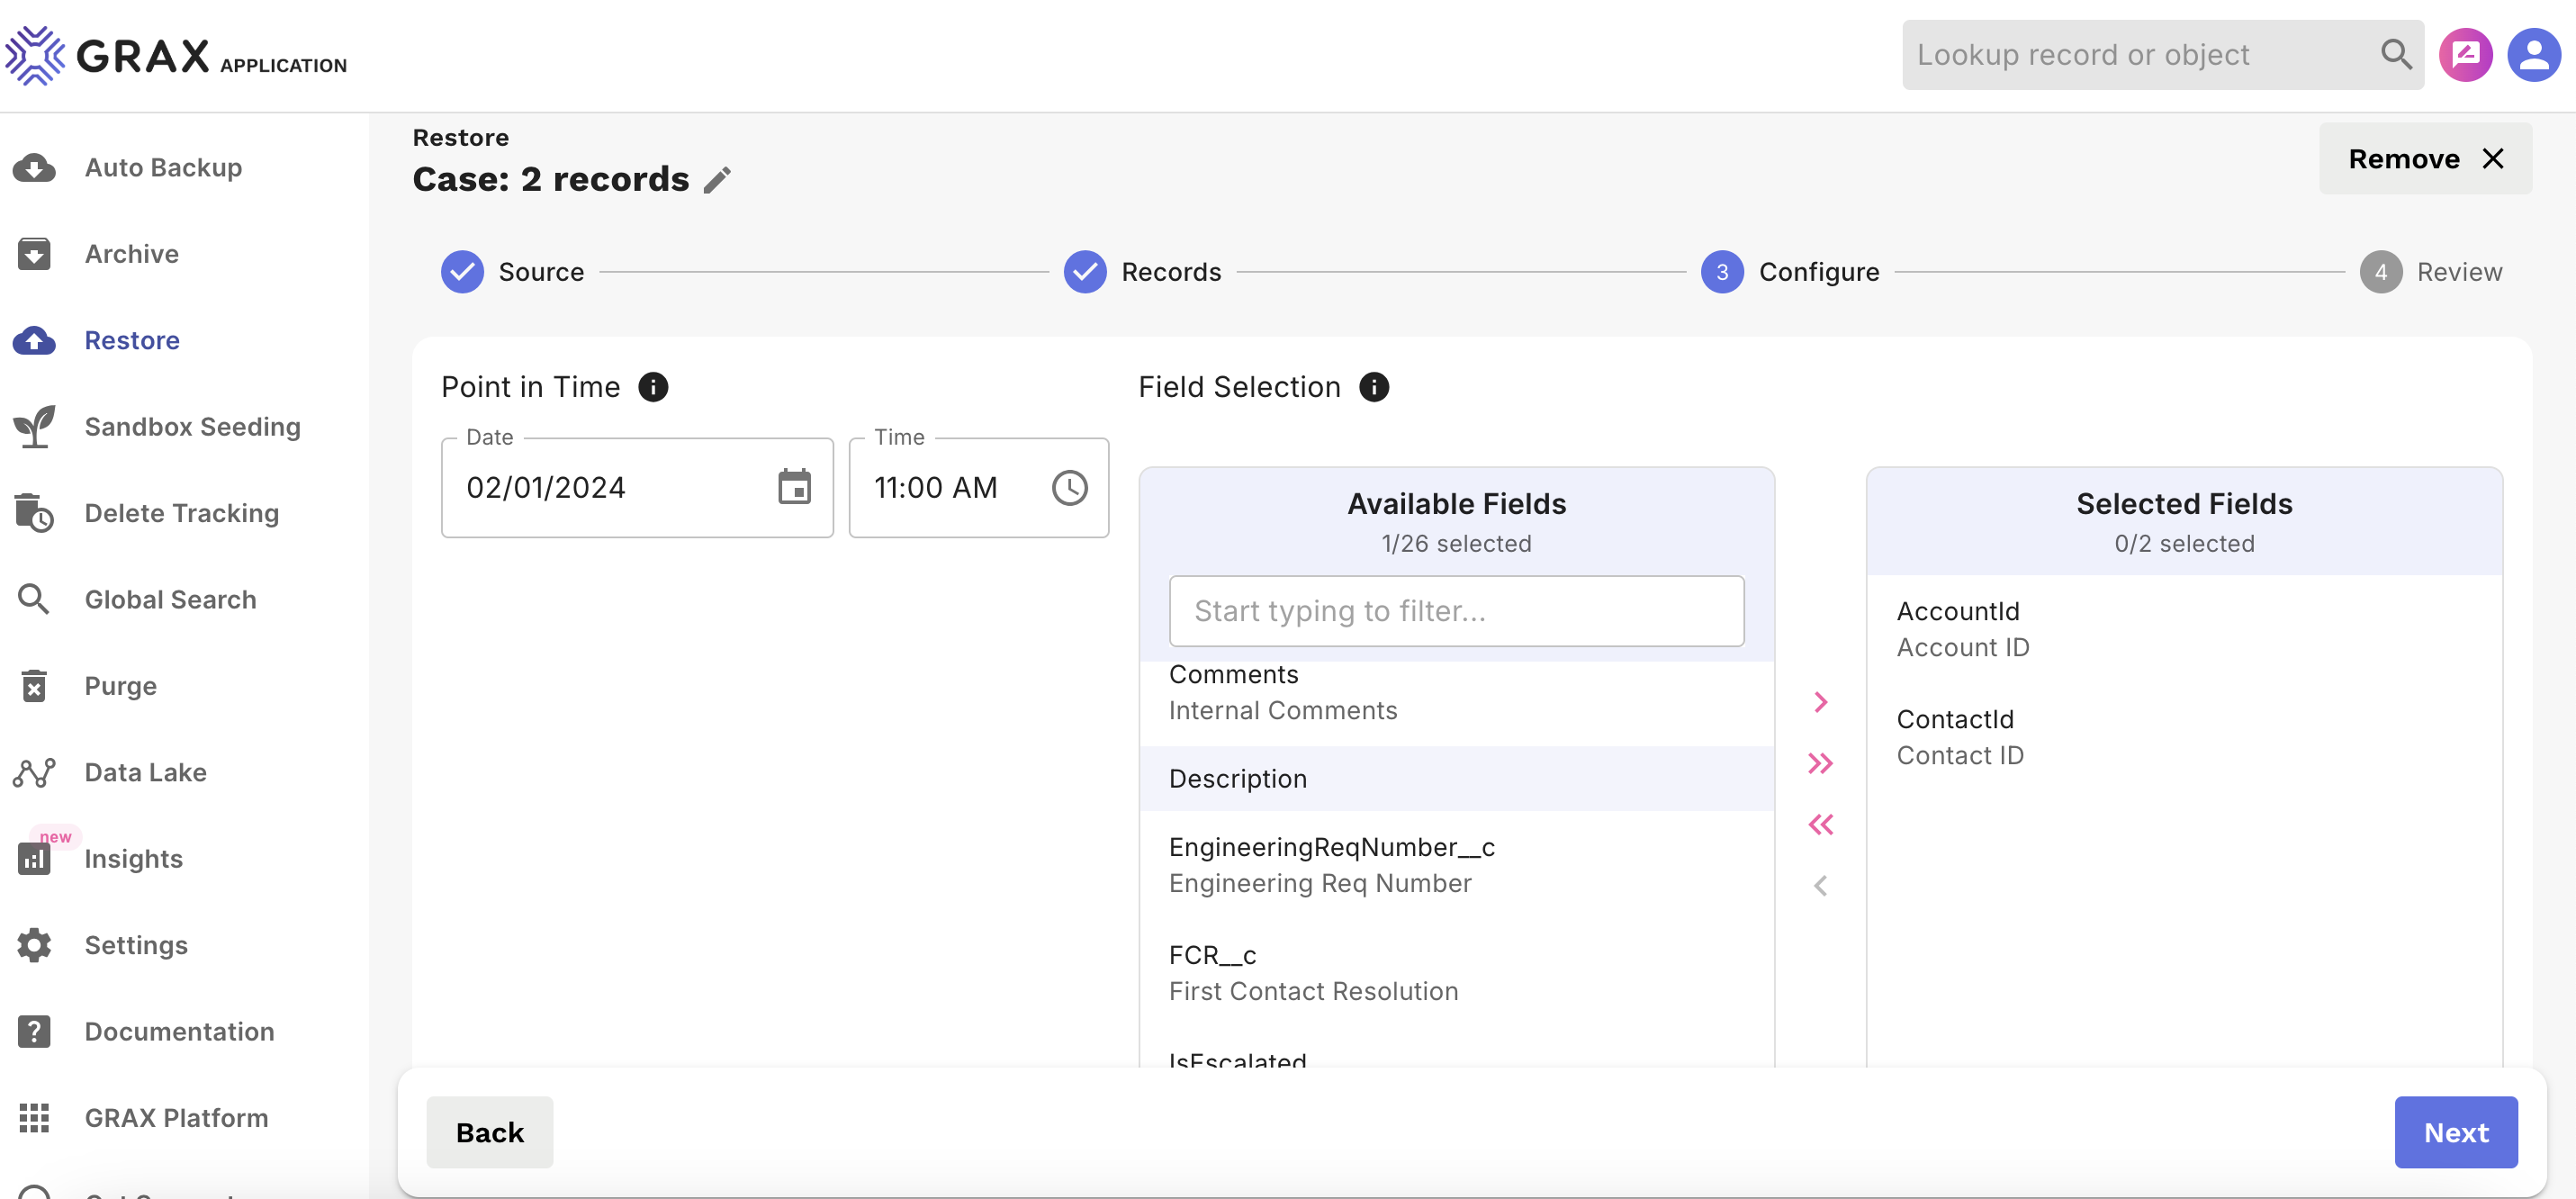 GRAX APPLICATION
Lookup record or object
Auto Backup
Archive
Restore
Sandbox Seeding
Delete Tracking
Global Search
Purge
Data Lake
new
Insights
Settings
Documentation
GRAX Platform
Restore
Case: 2 records
Remove
Source
Records
3 Configure
4 Review
Point in Time
Date
02/01/2024
Time
11:00 AM
Field Selection
Available Fields
1/26 selected
Start typing to filter...
Comments
Internal Comments
Description
EngineeringReqNumber__c
Engineering Req Number
FCR__c
First Contact Resolution
IsEscalated
Selected Fields
0/2 selected
AccountId
Account ID
ContactId
Contact ID
Back
Next